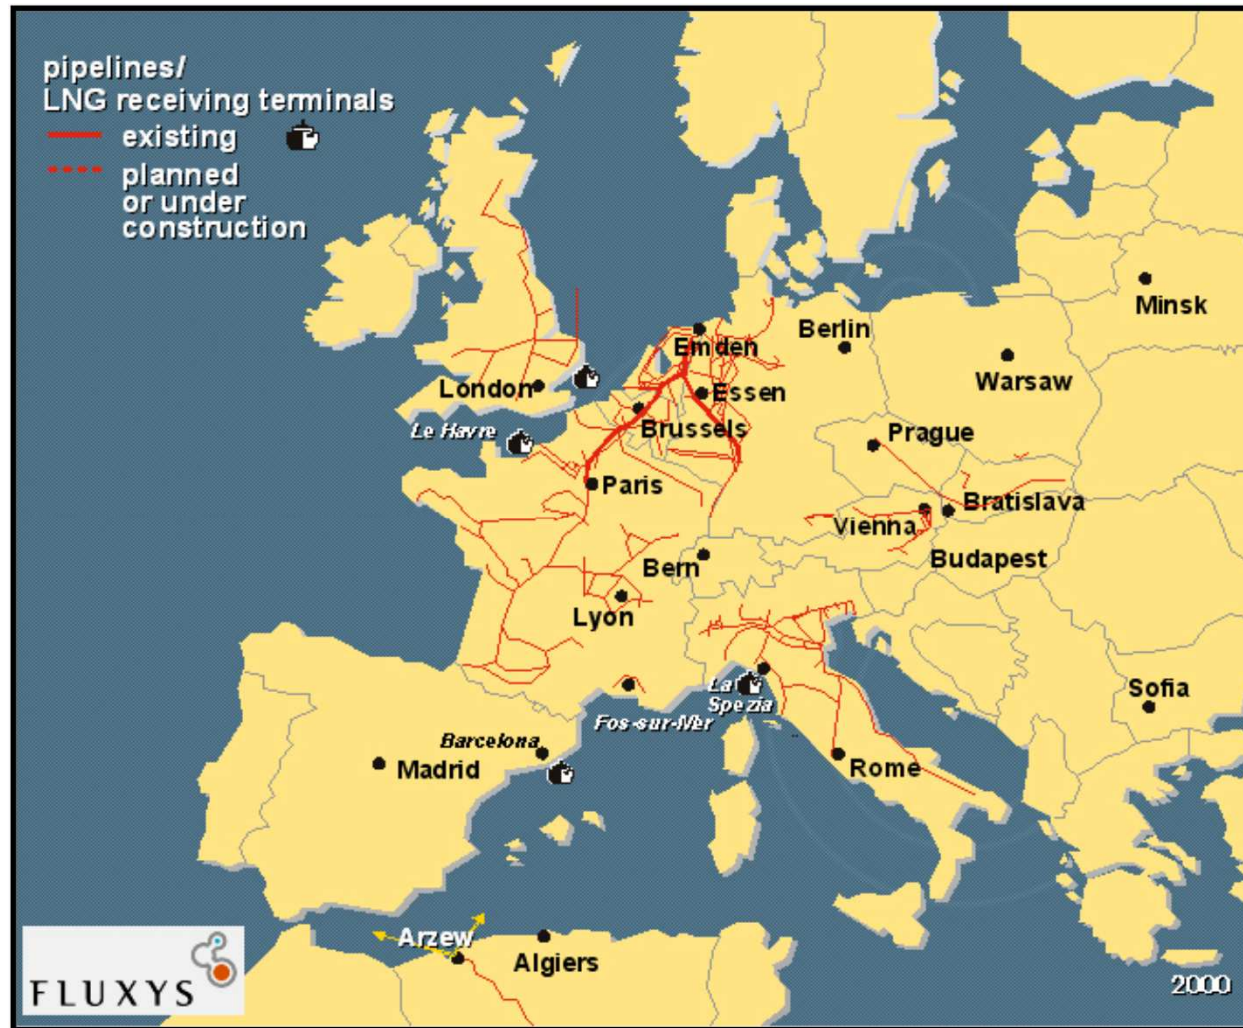 pipelines/
LNG receiving terminals
existing
planned
or under
construction
Minsk
Berlin
Emden
Warsaw
London
Essen
Le Havre
Brussels
Prague
Paris
Bratislava
Vienna
Bern
Budapest
Lyon
La
Spezia
Sofia
Fos-sur-Mer
Barcelona
Madrid
Rome
Arzew
Algiers
FLUXYS
2000